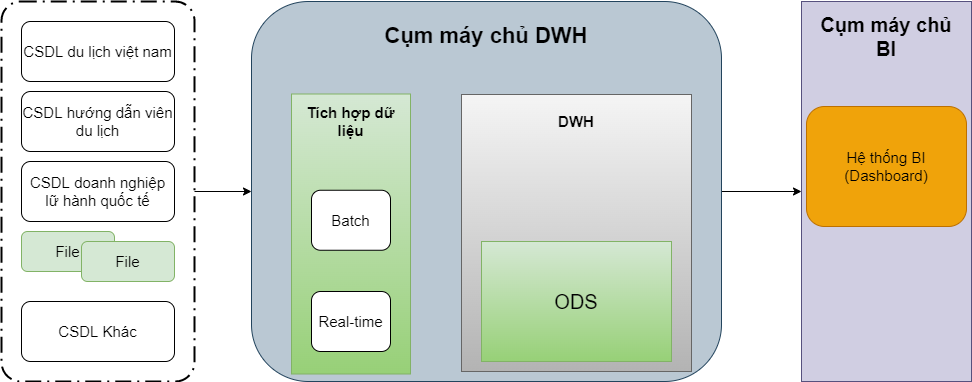 CSDL du lịch việt nam
CSDL hướng dẫn viên
du lịch
CSDL doanh nghiệp
lữ hành quốc tế
File
File
CSDL Khác
Cụm máy chủ DWH
Tích hợp dữ
liệu
Batch
Real-time
DWH
ODS
Cụm máy chủ
BI
Hệ thống BI
(Dashboard)